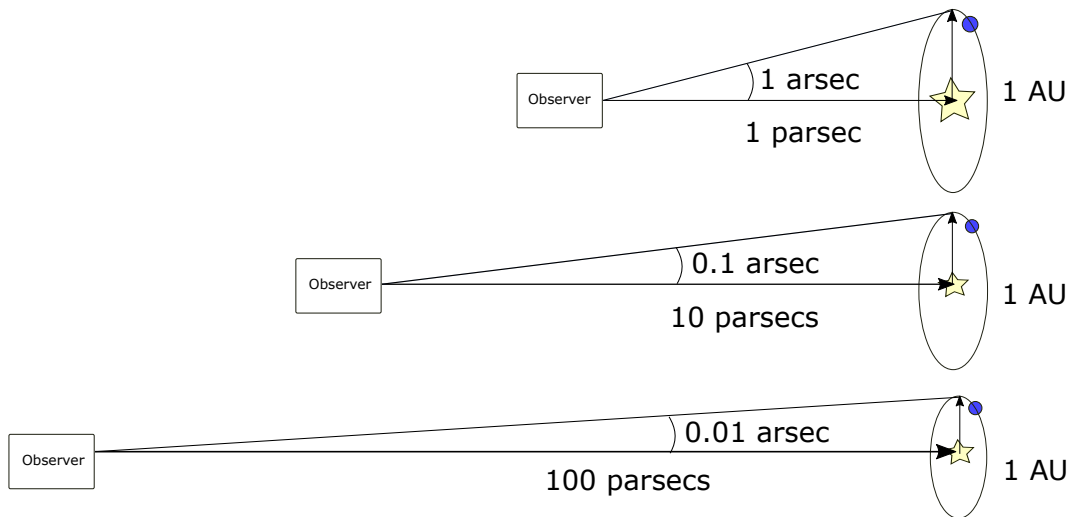 1 arsec
Observer
1 AU
1 parsec
0.1 arsec
Observer
1 AU
10 parsecs
0.01 arsec
Observer
1 AU
100 parsecs